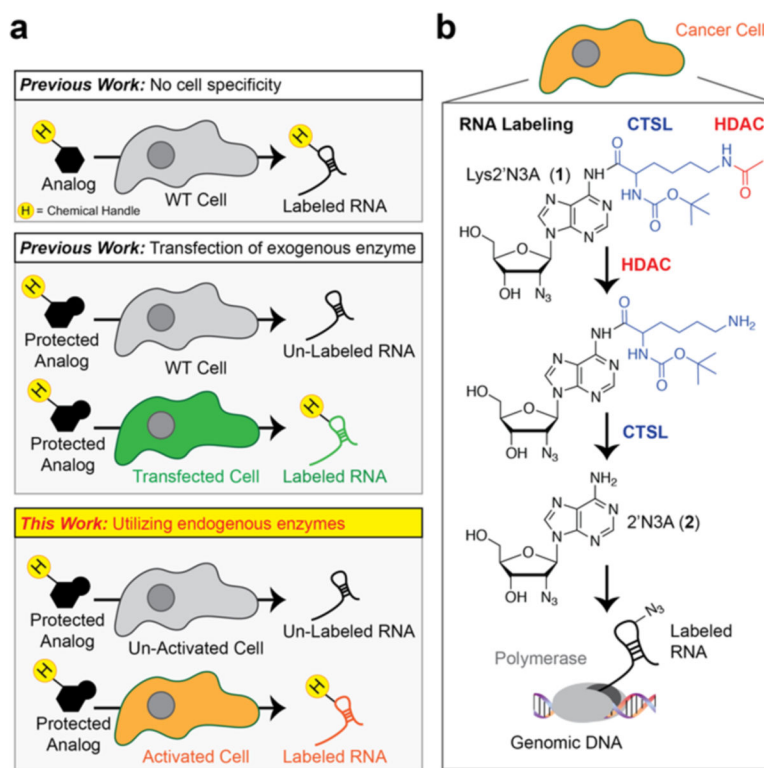 a
Previous Work: No cell specificity
H
H
Analog
WT Cell
Labeled RNA
H = Chemical Handle
Previous Work: Transfection of exogenous enzyme
H
Protected
Analog
WT Cell
Un-Labeled RNA
H
H
Protected
Analog
Transfected Cell
Labeled RNA
This Work: Utilizing endogenous enzymes
H
Protected
Analog
Un-Activated Cell
Un-Labeled RNA
H
H
Protected
Analog
Activated Cell
Labeled RNA
b
Cancer Cell
RNA Labeling
CTSL
HDAC
Lys2'N3A (1)
O
H
N
NH
HN
O
O
O
N
N
N
N
HO
O
OH
N3
HDAC
O
NH2
NH
HN
O
O
N
N
N
N
HO
O
OH
N3
CTSL
NH2
N
N
N
N
2'N3A (2)
HO
O
OH
N3
N3
Labeled
RNA
Polymerase
Genomic DNA